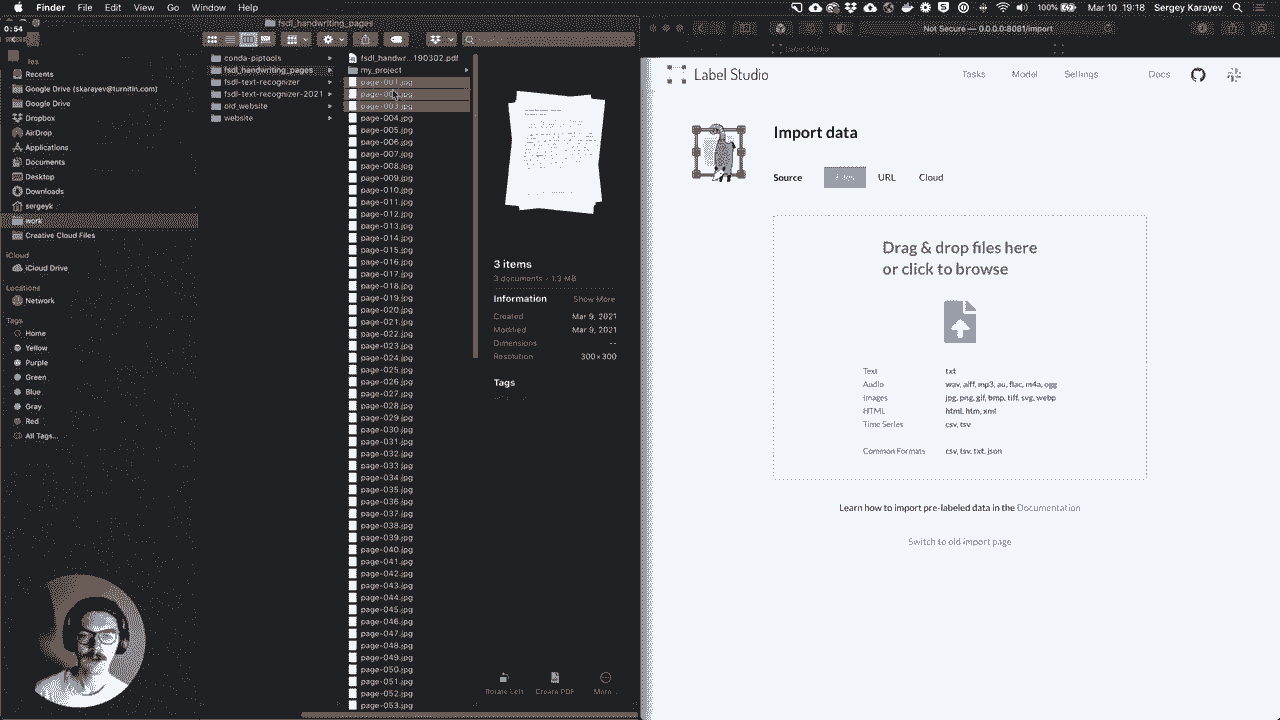 Finder File Edit View Go Window Help
100% Mar 10 19:18 Sergey Karayev
0:54
fsdl_handwriting_pages
Not Secure — 0.0.0.0:8081/import
Label Studio
Recents
Google Drive
Google Drive
Dropbox
AirDrop
Applications
Documents
Desktop
Downloads
sergeyk
work
Creative Cloud Files
iCloud
iCloud Drive
Locations
Network
Tags
Home
Yellow
Purple
Green
Blue
Gray
Red
All Tags...
conda-piptools
fsdl_handwriting_pages
fsdl-text-recognizer
fsdl-text-recognizer-2021
old_website
website
fsdl_handwr...190302.pdf
my_project
page-001.jpg
page-003.jpg
page-004.jpg
page-005.jpg
page-006.jpg
page-007.jpg
page-008.jpg
page-009.jpg
page-010.jpg
page-011.jpg
page-012.jpg
page-013.jpg
page-014.jpg
page-015.jpg
page-016.jpg
page-017.jpg
page-018.jpg
page-019.jpg
page-020.jpg
page-021.jpg
page-022.jpg
page-023.jpg
page-024.jpg
page-025.jpg
page-026.jpg
page-027.jpg
page-028.jpg
page-029.jpg
page-030.jpg
page-031.jpg
page-032.jpg
page-033.jpg
page-034.jpg
page-035.jpg
page-036.jpg
page-037.jpg
page-038.jpg
page-039.jpg
page-040.jpg
page-041.jpg
page-042.jpg
page-043.jpg
page-044.jpg
page-045.jpg
page-046.jpg
page-047.jpg
page-048.jpg
page-049.jpg
page-050.jpg
page-051.jpg
page-052.jpg
page-053.jpg
3 items
3 documents - 1.3 MB
Information Show More
Created Mar 9, 2021
Modified Mar 9, 2021
Dimensions --
Resolution 300×300
Tags
Rotate Left Create PDF More...
Label Studio Tasks Model Settings Docs
Import data
Source Files URL Cloud
Drag & drop files here
or click to browse
Text txt
Audio wav, aiff, mp3, au, flac, m4a, ogg
Images jpg, png, gif, bmp, tiff, svg, webp
HTML html, htm, xml
Time Series csv, tsv
Common Formats csv, tsv, txt, json
Learn how to import pre-labeled data in the Documentation
Switch to old import page